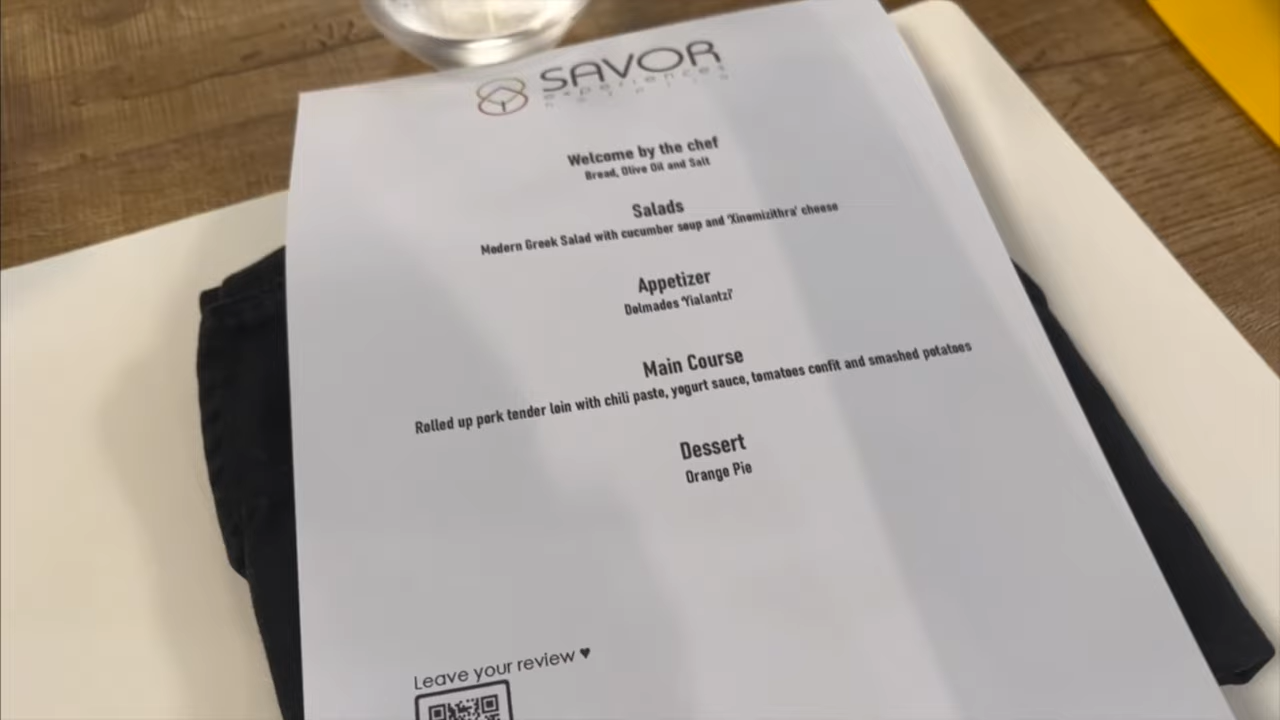 SAVOR
experiences
Welcome by the chef
Bread, Olive Oil and Salt
Salads
Modern Greek Salad with cucumber soup and 'Xinomizithra' cheese
Appetizer
Dolmades 'Yialantzi'
Main Course
Rolled up pork tender loin with chili paste, yogurt sauce, tomatoes confit and smashed potatoes
Dessert
Orange Pie
Leave your review ♥